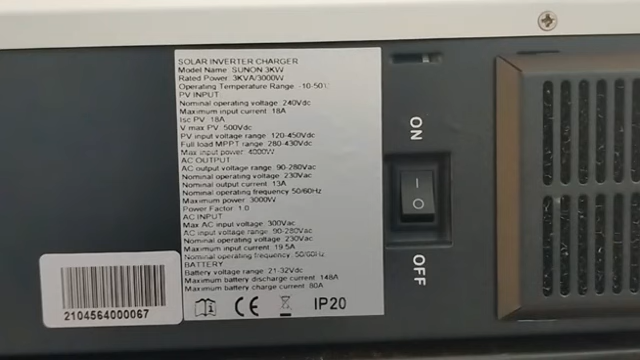 SOLAR INVERTER CHARGER
Model Name: SUNON 3KW
Rated Power: 3KVA/3000W
Operating Temperature Range: -10-50℃
PV INPUT
Nominal operating voltage: 240Vdc
Maximum input current: 18A
Isc PV: 18A
V max PV: 500Vdc
PV input voltage range: 120-450Vdc
Full load MPPT range: 280-430Vdc
Max input power: 4000W
AC OUTPUT
AC output voltage range: 90-280Vac
Nominal operating voltage: 230Vac
Nominal output current: 13A
Nominal operating frequency 50/60Hz
Maximum power: 3000W
Power Factor: 1.0
AC INPUT
Max AC input voltage: 300Vac
AC input voltage range: 90-280Vac
Nominal operating voltage: 230Vac
Maximum input current: 19.5A
Nominal operating frequency: 50/60Hz
BATTERY
Battery voltage range: 21-32Vdc
Maximum battery discharge current: 148A
Maximum battery charge current: 80A
CE IP20
2104564000067
ON
I
O
OFF